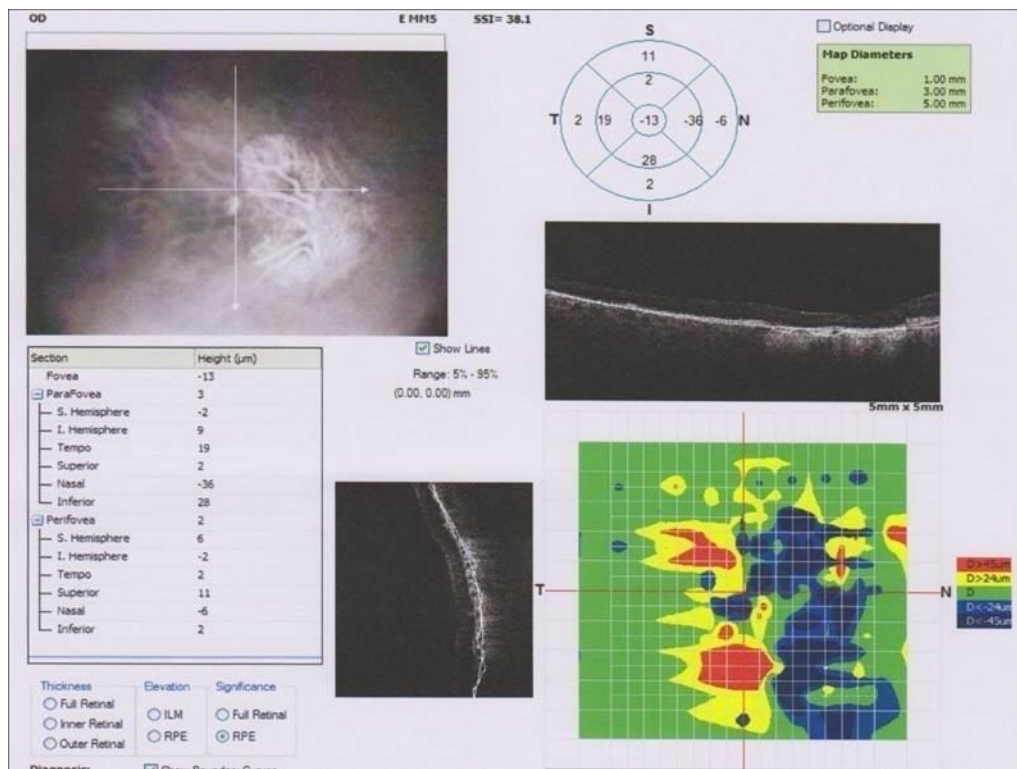 OD E MM5 SSI= 38.1
Optional Display
Map Diameters
Fovea: 1.00 mm
Parafovea: 3.00 mm
Perifovea: 5.00 mm
S
11
2
T 2 19 -13 -36 -6 N
28
2
I
Show Lines
Range: 5% - 95%
(0.00, 0.00) mm
Section Height (µm)
Fovea -13
ParaFovea 3
S. Hemisphere -2
I. Hemisphere 9
Tempo 19
Superior 2
Nasal -36
Inferior 28
Perifovea 2
S. Hemisphere 6
I. Hemisphere -2
Tempo 2
Superior 11
Nasal -6
Inferior 2
5mm x 5mm
T N
D>45um
D>24um
D
D<-24um
D<-45um
Thickness
Full Retinal
Inner Retinal
Outer Retinal
Elevation
ILM
RPE
Significance
Full Retinal
RPE
Diagnosis:
Show Boundary Curves